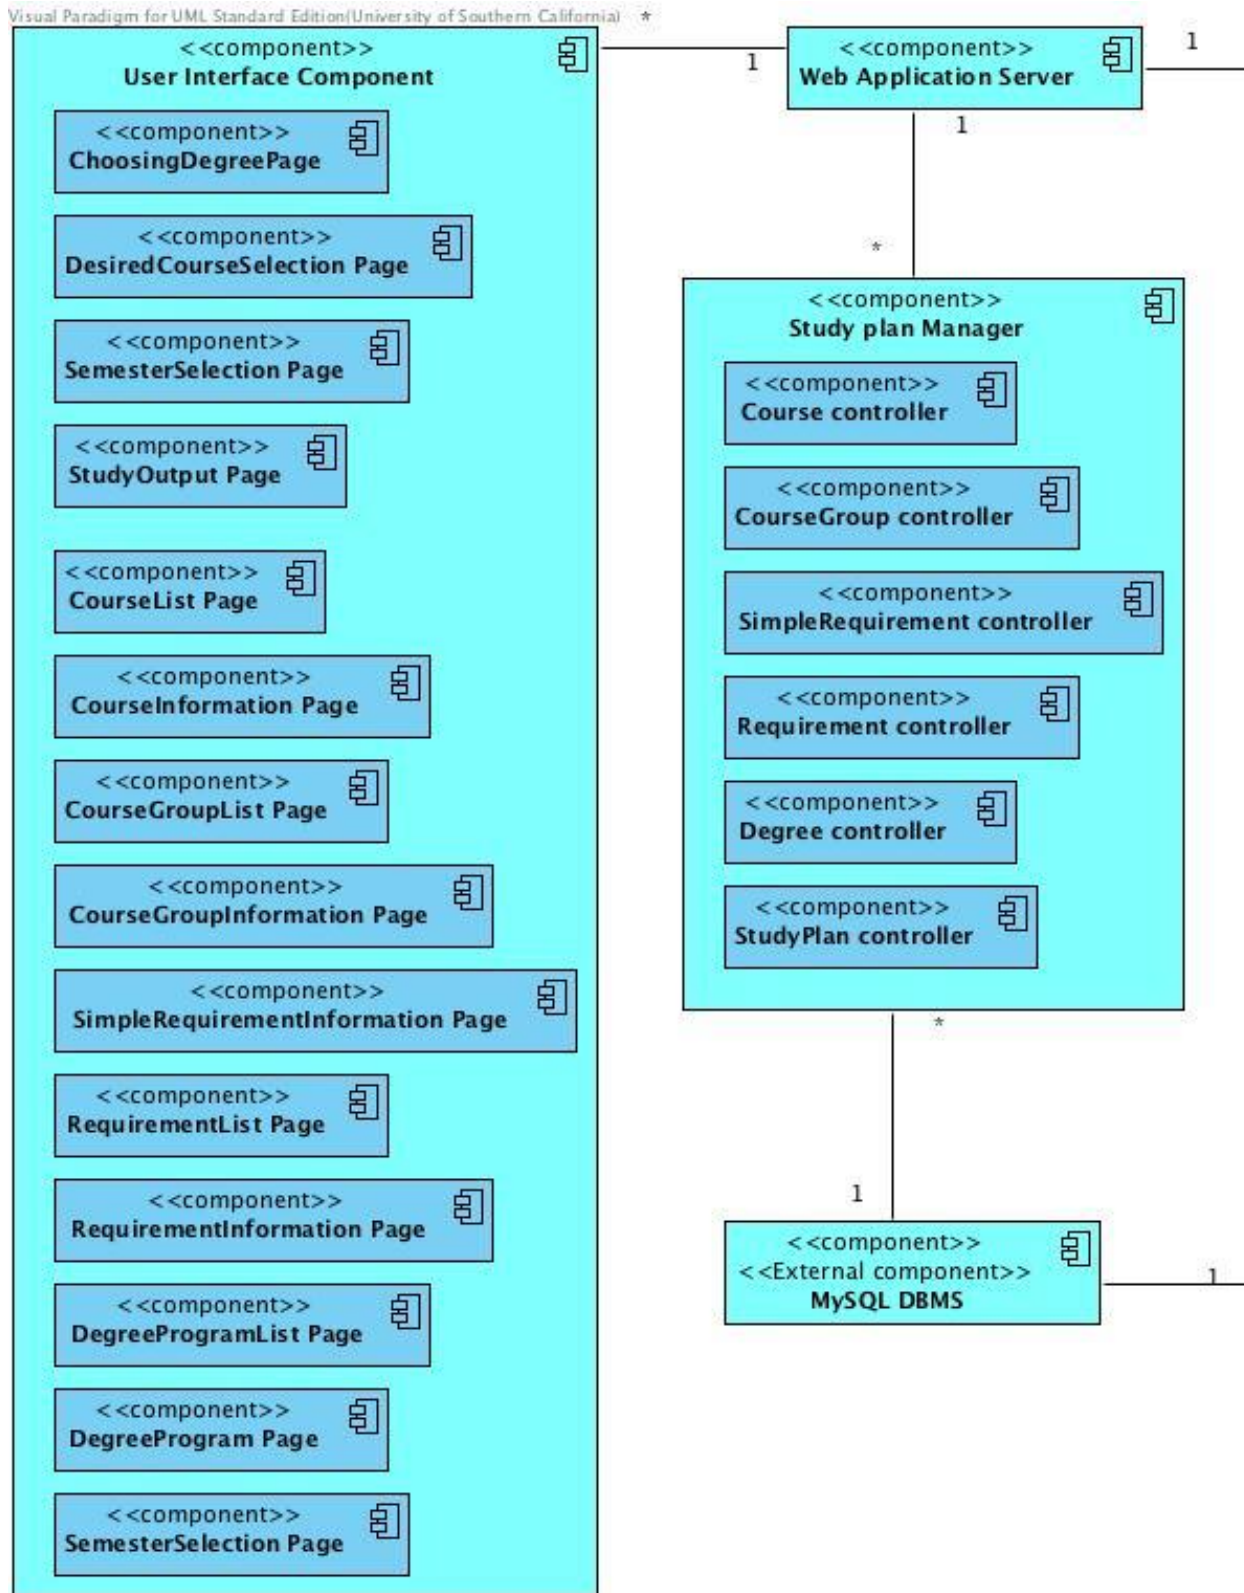 Visual Paradigm for UML Standard Edition(University of Southern California)
*
<<component>>
User Interface Component
1
<<component>>
Web Application Server
1
1
<<component>>
ChoosingDegreePage
<<component>>
DesiredCourseSelection Page
<<component>>
SemesterSelection Page
<<component>>
StudyOutput Page
<<component>>
CourseList Page
<<component>>
CourseInformation Page
<<component>>
CourseGroupList Page
<<component>>
CourseGroupInformation Page
<<component>>
SimpleRequirementInformation Page
<<component>>
RequirementList Page
<<component>>
RequirementInformation Page
<<component>>
DegreeProgramList Page
<<component>>
DegreeProgram Page
<<component>>
SemesterSelection Page
*
<<component>>
Study plan Manager
<<component>>
Course controller
<<component>>
CourseGroup controller
<<component>>
SimpleRequirement controller
<<component>>
Requirement controller
<<component>>
Degree controller
<<component>>
StudyPlan controller
*
1
<<component>>
<<External component>>
MySQL DBMS
1